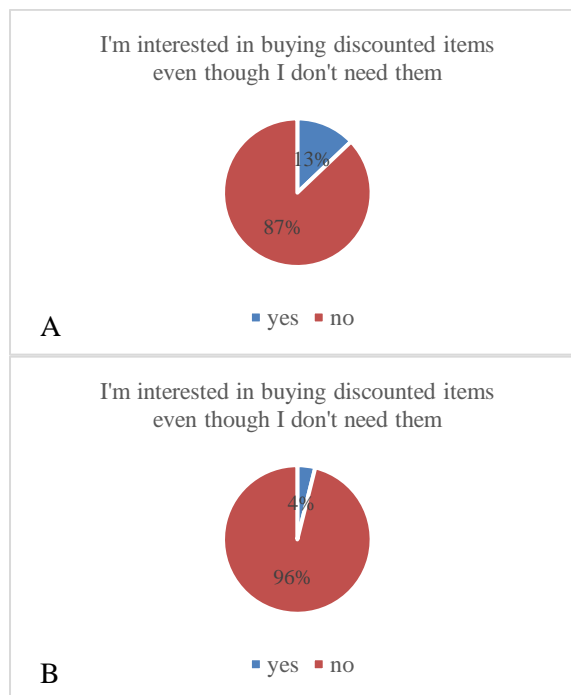 I'm interested in buying discounted items
even though I don't need them
13%
87%
yes no
A
I'm interested in buying discounted items
even though I don't need them
4%
96%
yes no
B